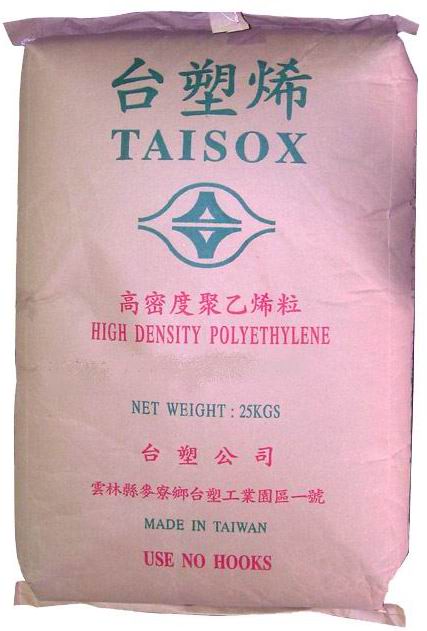 台塑烯
TAISOX
高密度聚乙烯粒
HIGH DENSITY POLYETHYLENE
NET WEIGHT : 25KGS
台塑公司
雲林縣麥寮鄉台塑工業園區一號
MADE IN TAIWAN
USE NO HOOKS